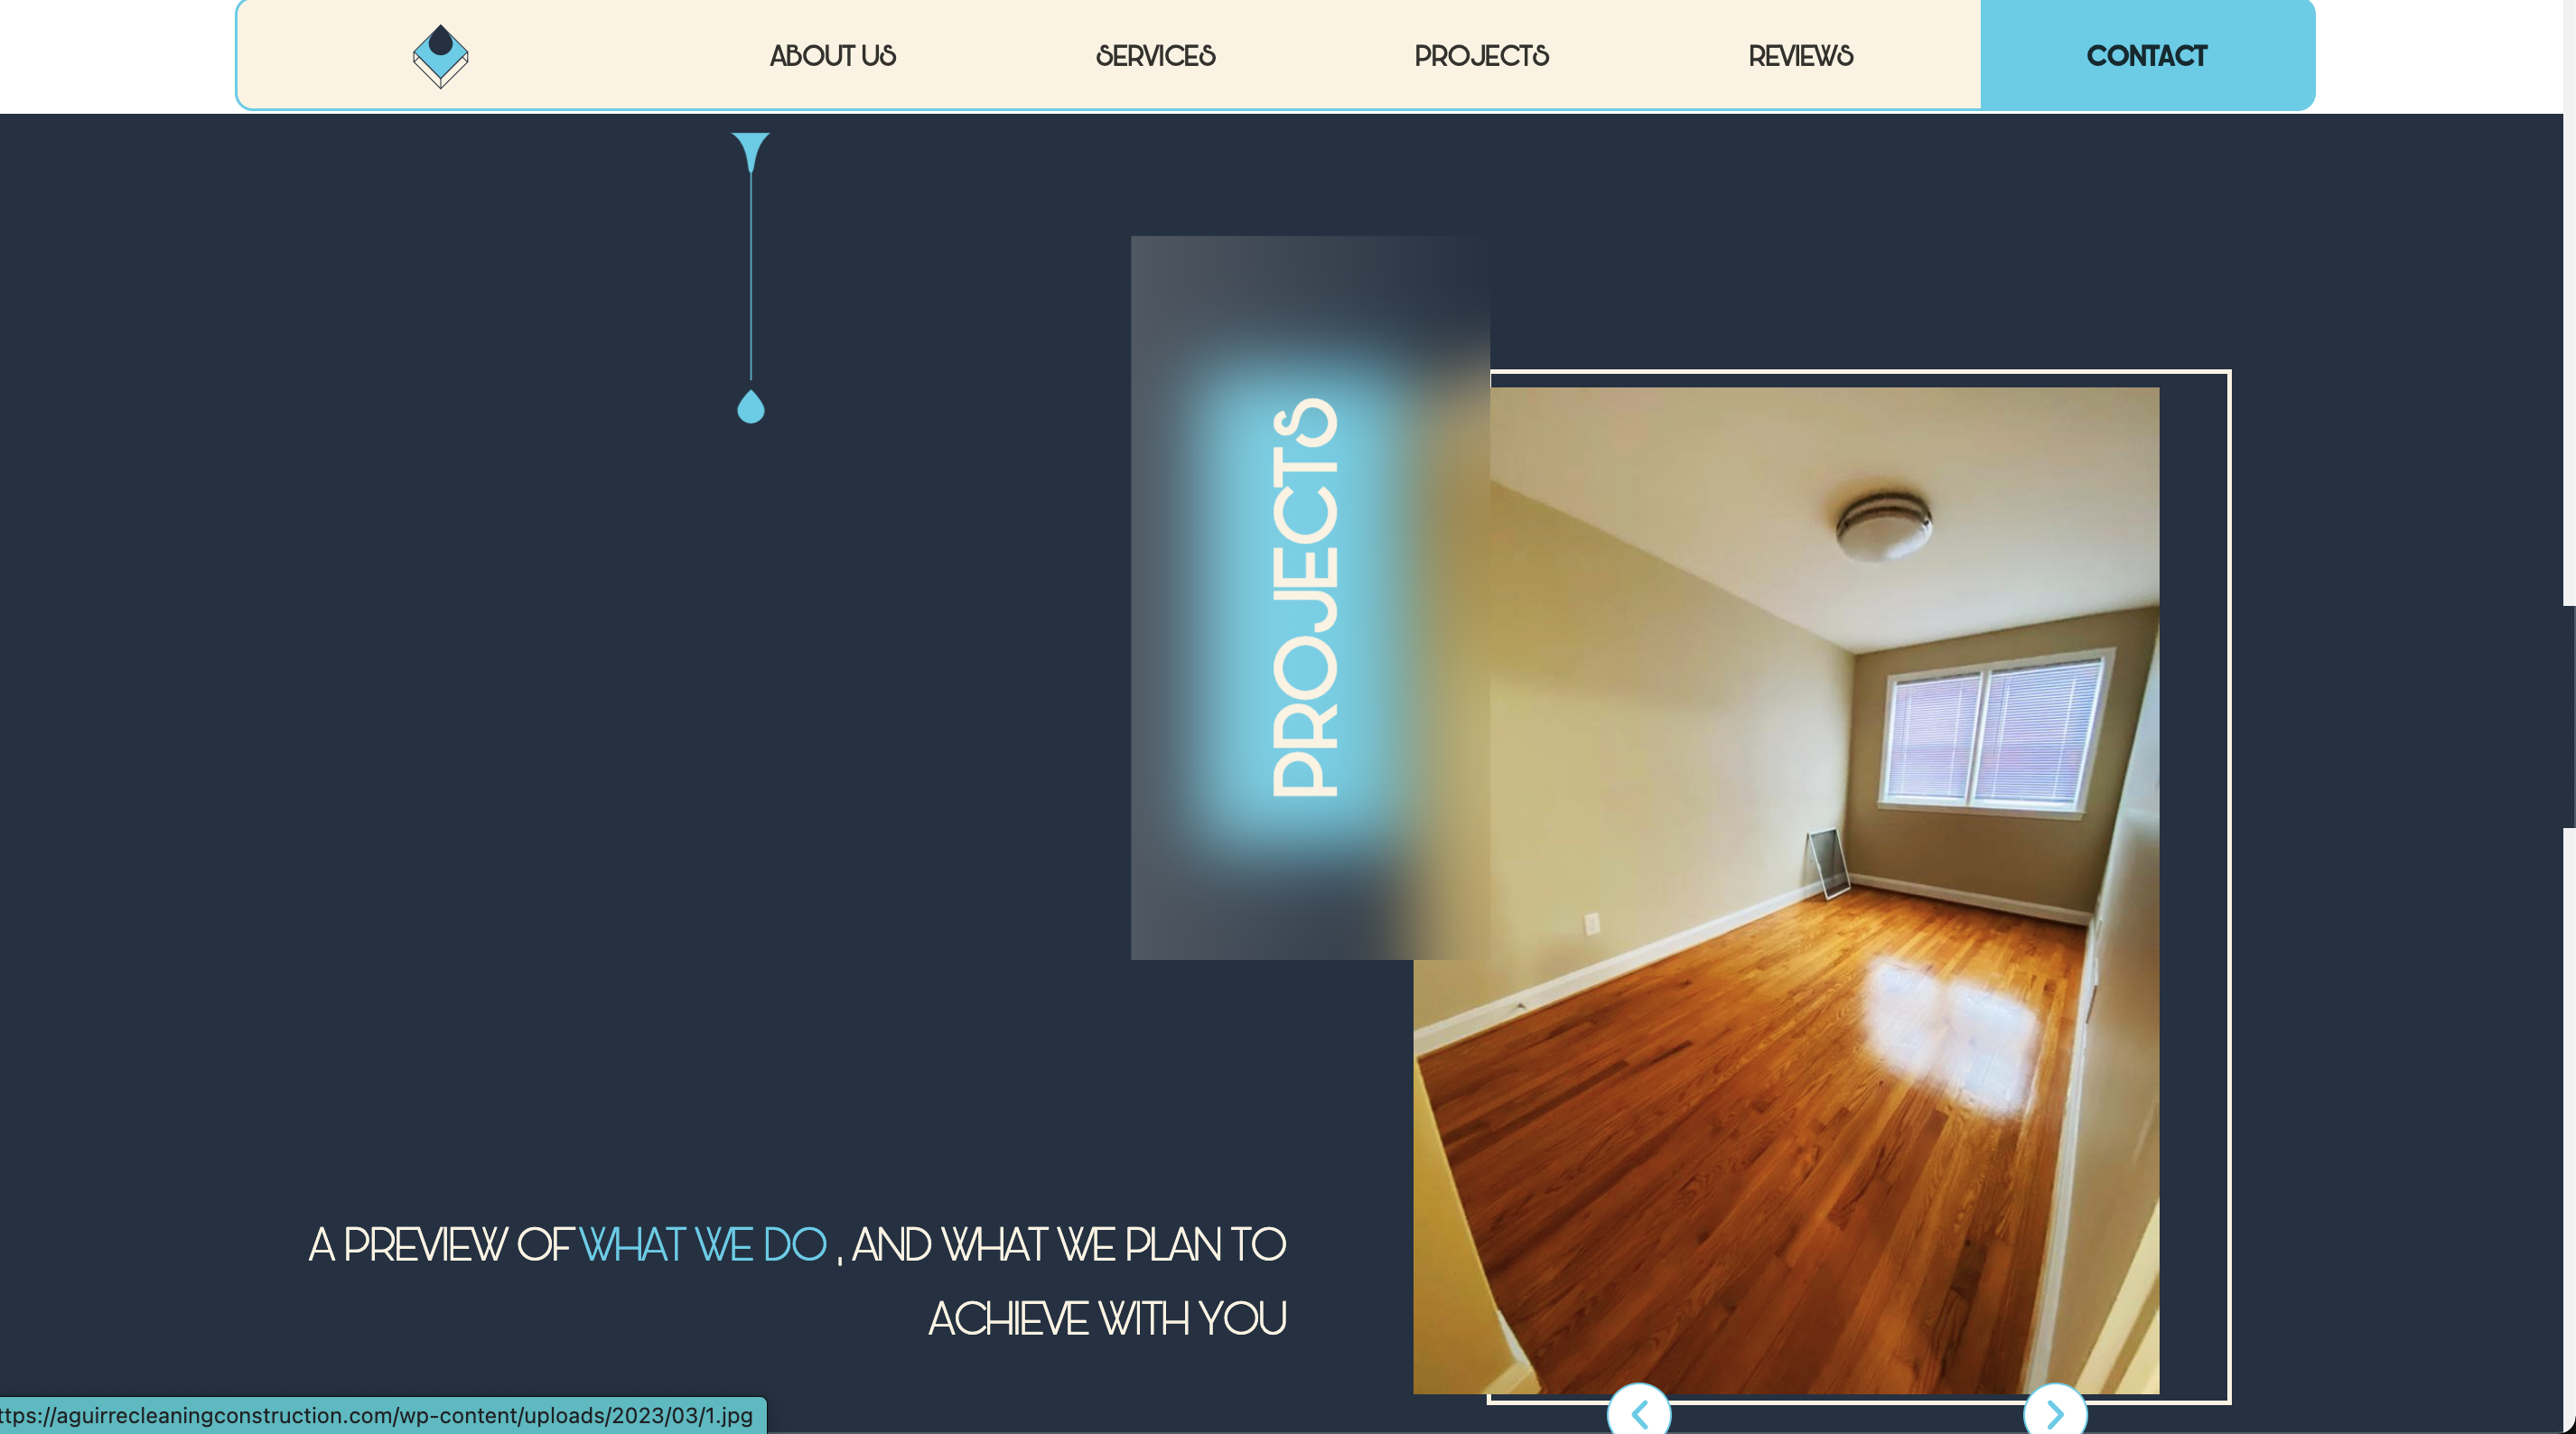 ABOUT US
SERVICES
PROJECTS
REVIEWS
CONTACT
PROJECTS
A PREVIEW OF WHAT WE DO , AND WHAT WE PLAN TO
ACHIEVE WITH YOU
ttps://aguirrecleaningconstruction.com/wp-content/uploads/2023/03/1.jpg